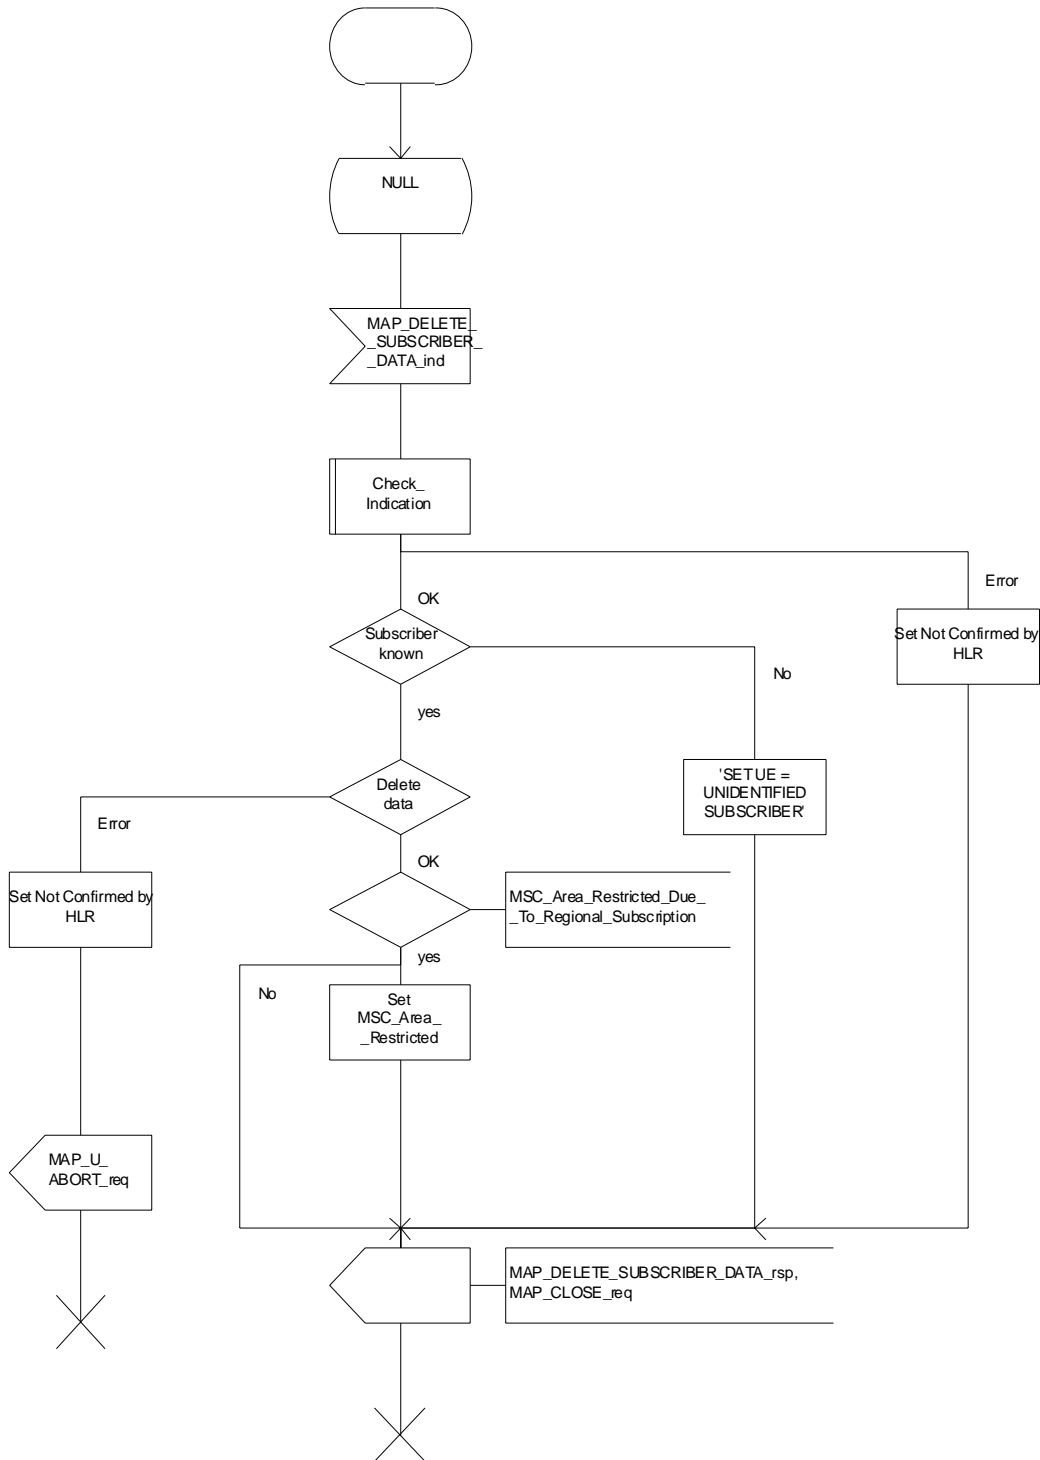 NULL
MAP_DELETE_
_SUBSCRIBER_
_DATA_ind
Check_
Indication
Error
OK
Set Not Confirmed by
HLR
Subscriber
known
No
yes
'SET UE =
UNIDENTIFIED
SUBSCRIBER'
Delete
data
Error
OK
Set Not Confirmed by
HLR
MSC_Area_Restricted_Due_
_To_Regional_Subscription
yes
No
Set
MSC_Area_
_Restricted
MAP_U_
ABORT_req
MAP_DELETE_SUBSCRIBER_DATA_rsp,
MAP_CLOSE_req